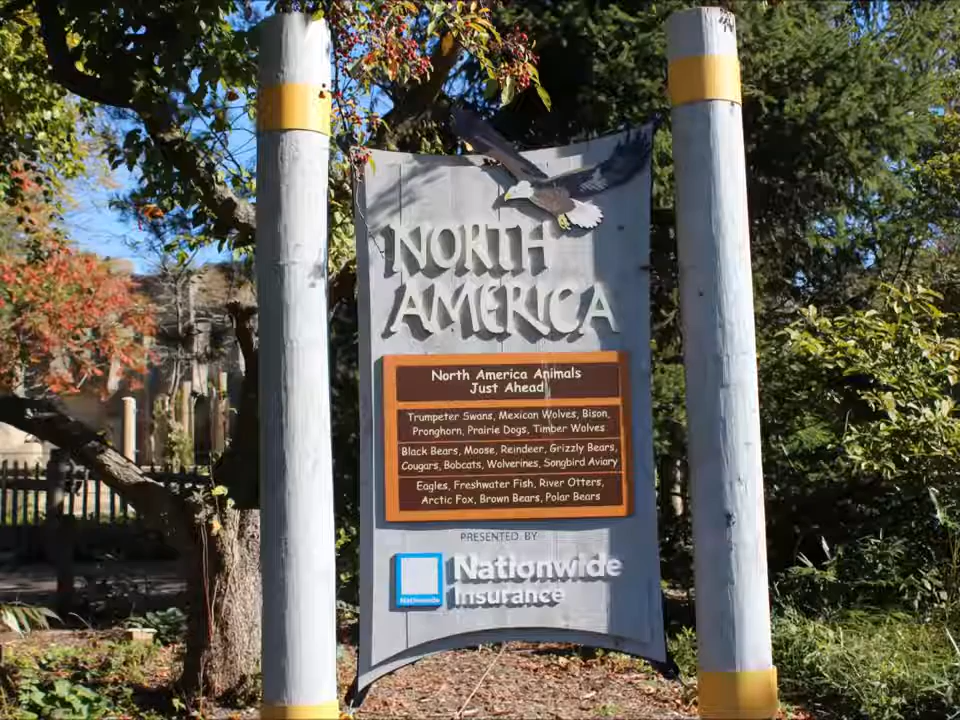 NORTH
AMERICA
North America Animals
Just Ahead
Trumpeter Swans, Mexican Wolves, Bison,
Pronghorn, Prairie Dogs, Timber Wolves
Black Bears, Moose, Reindeer, Grizzly Bears,
Cougars, Bobcats, Wolverines, Songbird Aviary
Eagles, Freshwater Fish, River Otters,
Arctic Fox, Brown Bears, Polar Bears
PRESENTED BY
Nationwide
Insurance
Nationwide